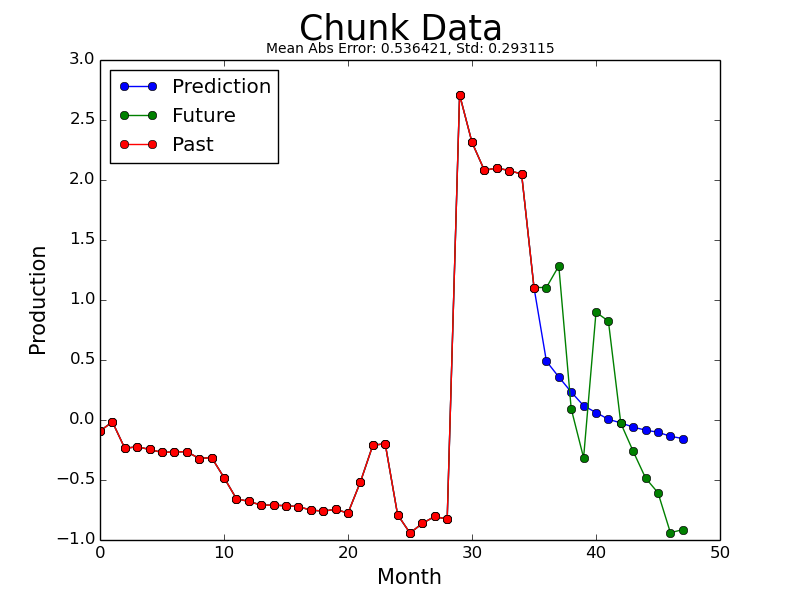 Chunk Data
Mean Abs Error: 0.536421, Std: 0.293115
Prediction
Future
Past
3.0
2.5
2.0
1.5
1.0
0.5
0.0
−0.5
−1.0
Production
0 10 20 30 40 50
Month